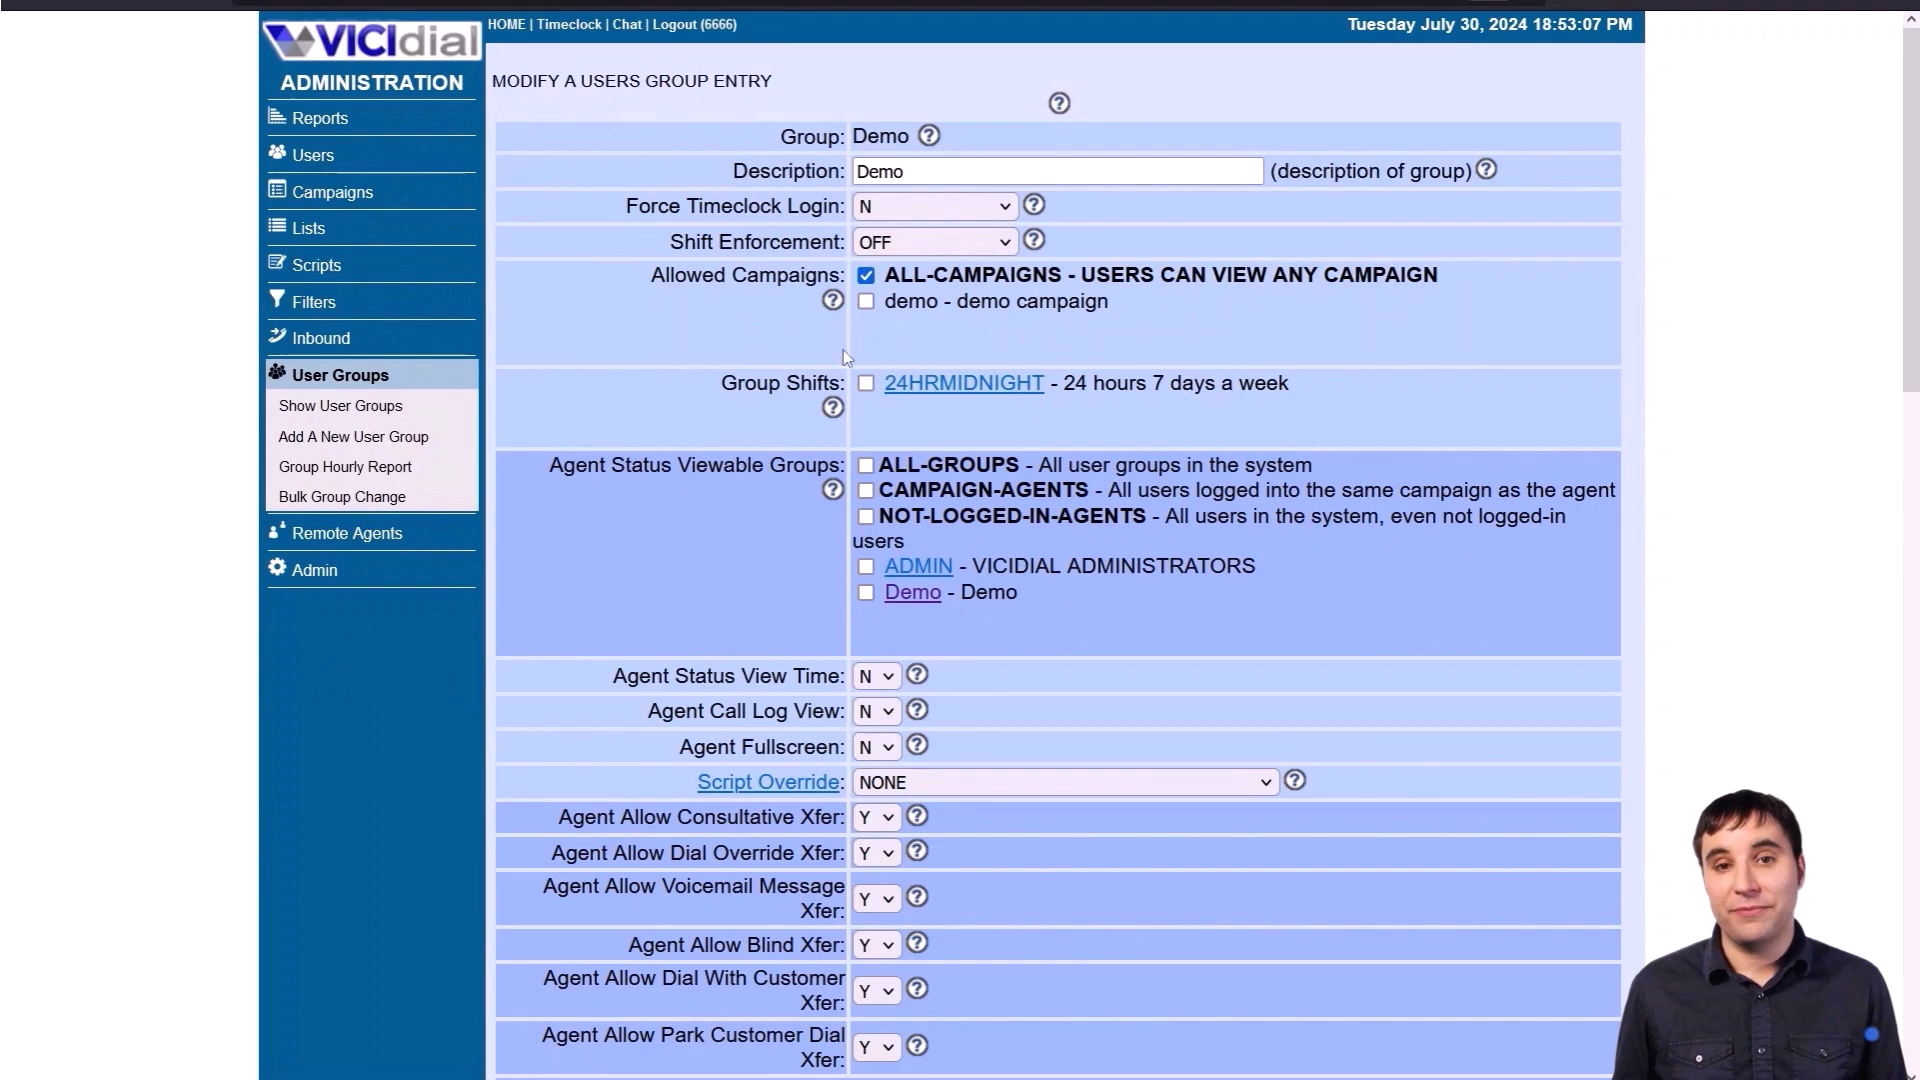 VICIdial
HOME | Timeclock | Chat | Logout (6666)
Tuesday July 30, 2024 18:53:07 PM
ADMINISTRATION
Reports
Users
Campaigns
Lists
Scripts
Filters
Inbound
User Groups
Show User Groups
Add A New User Group
Group Hourly Report
Bulk Group Change
Remote Agents
Admin
MODIFY A USERS GROUP ENTRY
Group: Demo
Description: Demo (description of group)
Force Timeclock Login: N
Shift Enforcement: OFF
Allowed Campaigns: ALL-CAMPAIGNS - USERS CAN VIEW ANY CAMPAIGN
demo - demo campaign
Group Shifts: 24HRMIDNIGHT - 24 hours 7 days a week
Agent Status Viewable Groups: ALL-GROUPS - All user groups in the system
CAMPAIGN-AGENTS - All users logged into the same campaign as the agent
NOT-LOGGED-IN-AGENTS - All users in the system, even not logged-in
users
ADMIN - VICIDIAL ADMINISTRATORS
Demo - Demo
Agent Status View Time: N
Agent Call Log View: N
Agent Fullscreen: N
Script Override: NONE
Agent Allow Consultative Xfer: Y
Agent Allow Dial Override Xfer: Y
Agent Allow Voicemail Message
Xfer: Y
Agent Allow Blind Xfer: Y
Agent Allow Dial With Customer
Xfer: Y
Agent Allow Park Customer Dial
Xfer: Y